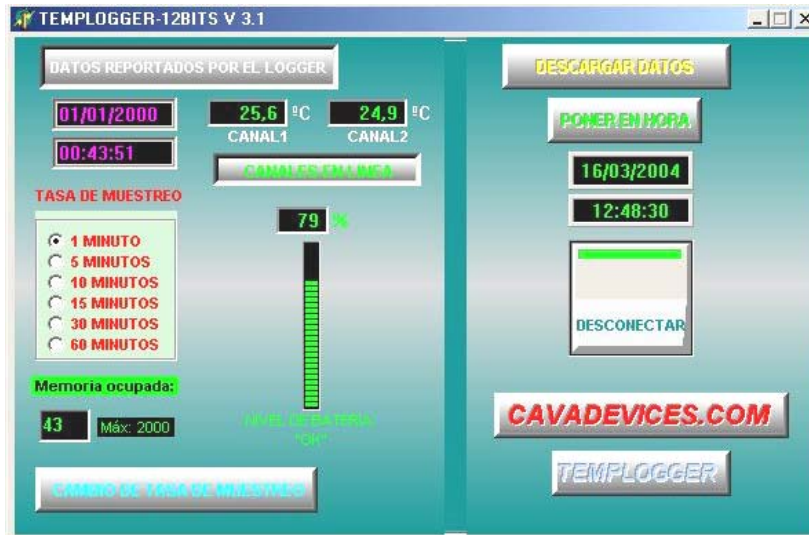 TEMPLOGGER-12BITS V 3.1
DATOS REPORTADOS POR EL LOGGER
01/01/2000
00:43:51
25,6 ºC
CANAL1
24,9 ºC
CANAL2
CANALES EN LINEA
TASA DE MUESTREO
1 MINUTO
5 MINUTOS
10 MINUTOS
15 MINUTOS
30 MINUTOS
60 MINUTOS
79 %
Memoria ocupada:
43 Máx: 2000
NIVEL DE BATERIA:
"OK"
CAMBIO DE TASA DE MUESTREO
DESCARGAR DATOS
PONER EN HORA
16/03/2004
12:48:30
DESCONECTAR
CAVADEVICES.COM
TEMPLOGGER